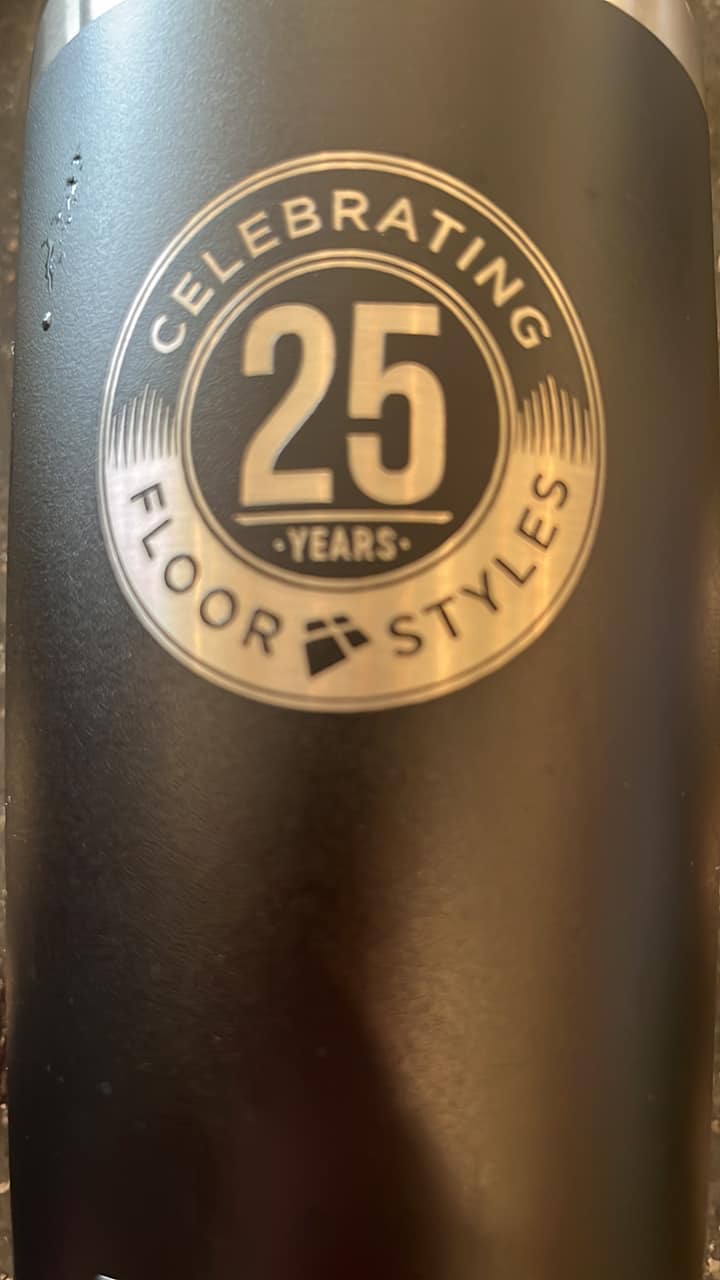 CELEBRATING
25
·YEARS·
FLOOR STYLES